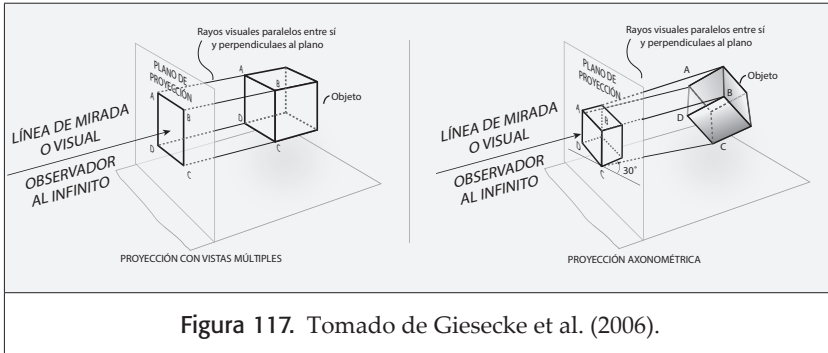 Rayos visuales paralelos entre sí
y perpendiculaes al plano
PLANO DE
PROYECCIÓN
A
B
D
C
A
B
D
C
Objeto
LÍNEA DE MIRADA
O VISUAL
OBSERVADOR
AL INFINITO
PROYECCIÓN CON VISTAS MÚLTIPLES
Rayos visuales paralelos entre sí
y perpendiculaes al plano
PLANO DE
PROYECCIÓN
A
B
D
C
A
B
D
C
Objeto
30°
LÍNEA DE MIRADA
O VISUAL
OBSERVADOR
AL INFINITO
PROYECCIÓN AXONOMÉTRICA
Figura 117. Tomado de Giesecke et al. (2006).